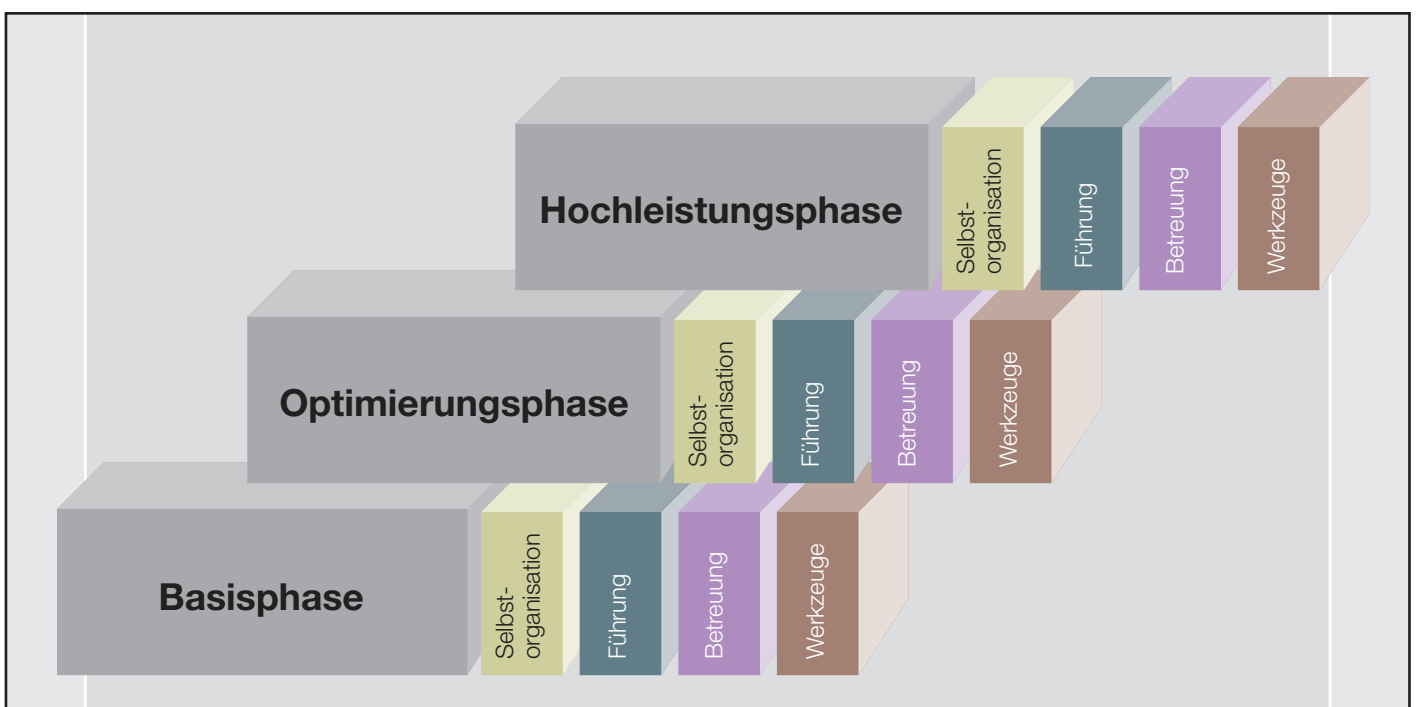 Hochleistungsphase
Selbst-
organisation
Führung
Betreuung
Werkzeuge
Optimierungsphase
Selbst-
organisation
Führung
Betreuung
Werkzeuge
Basisphase
Selbst-
organisation
Führung
Betreuung
Werkzeuge